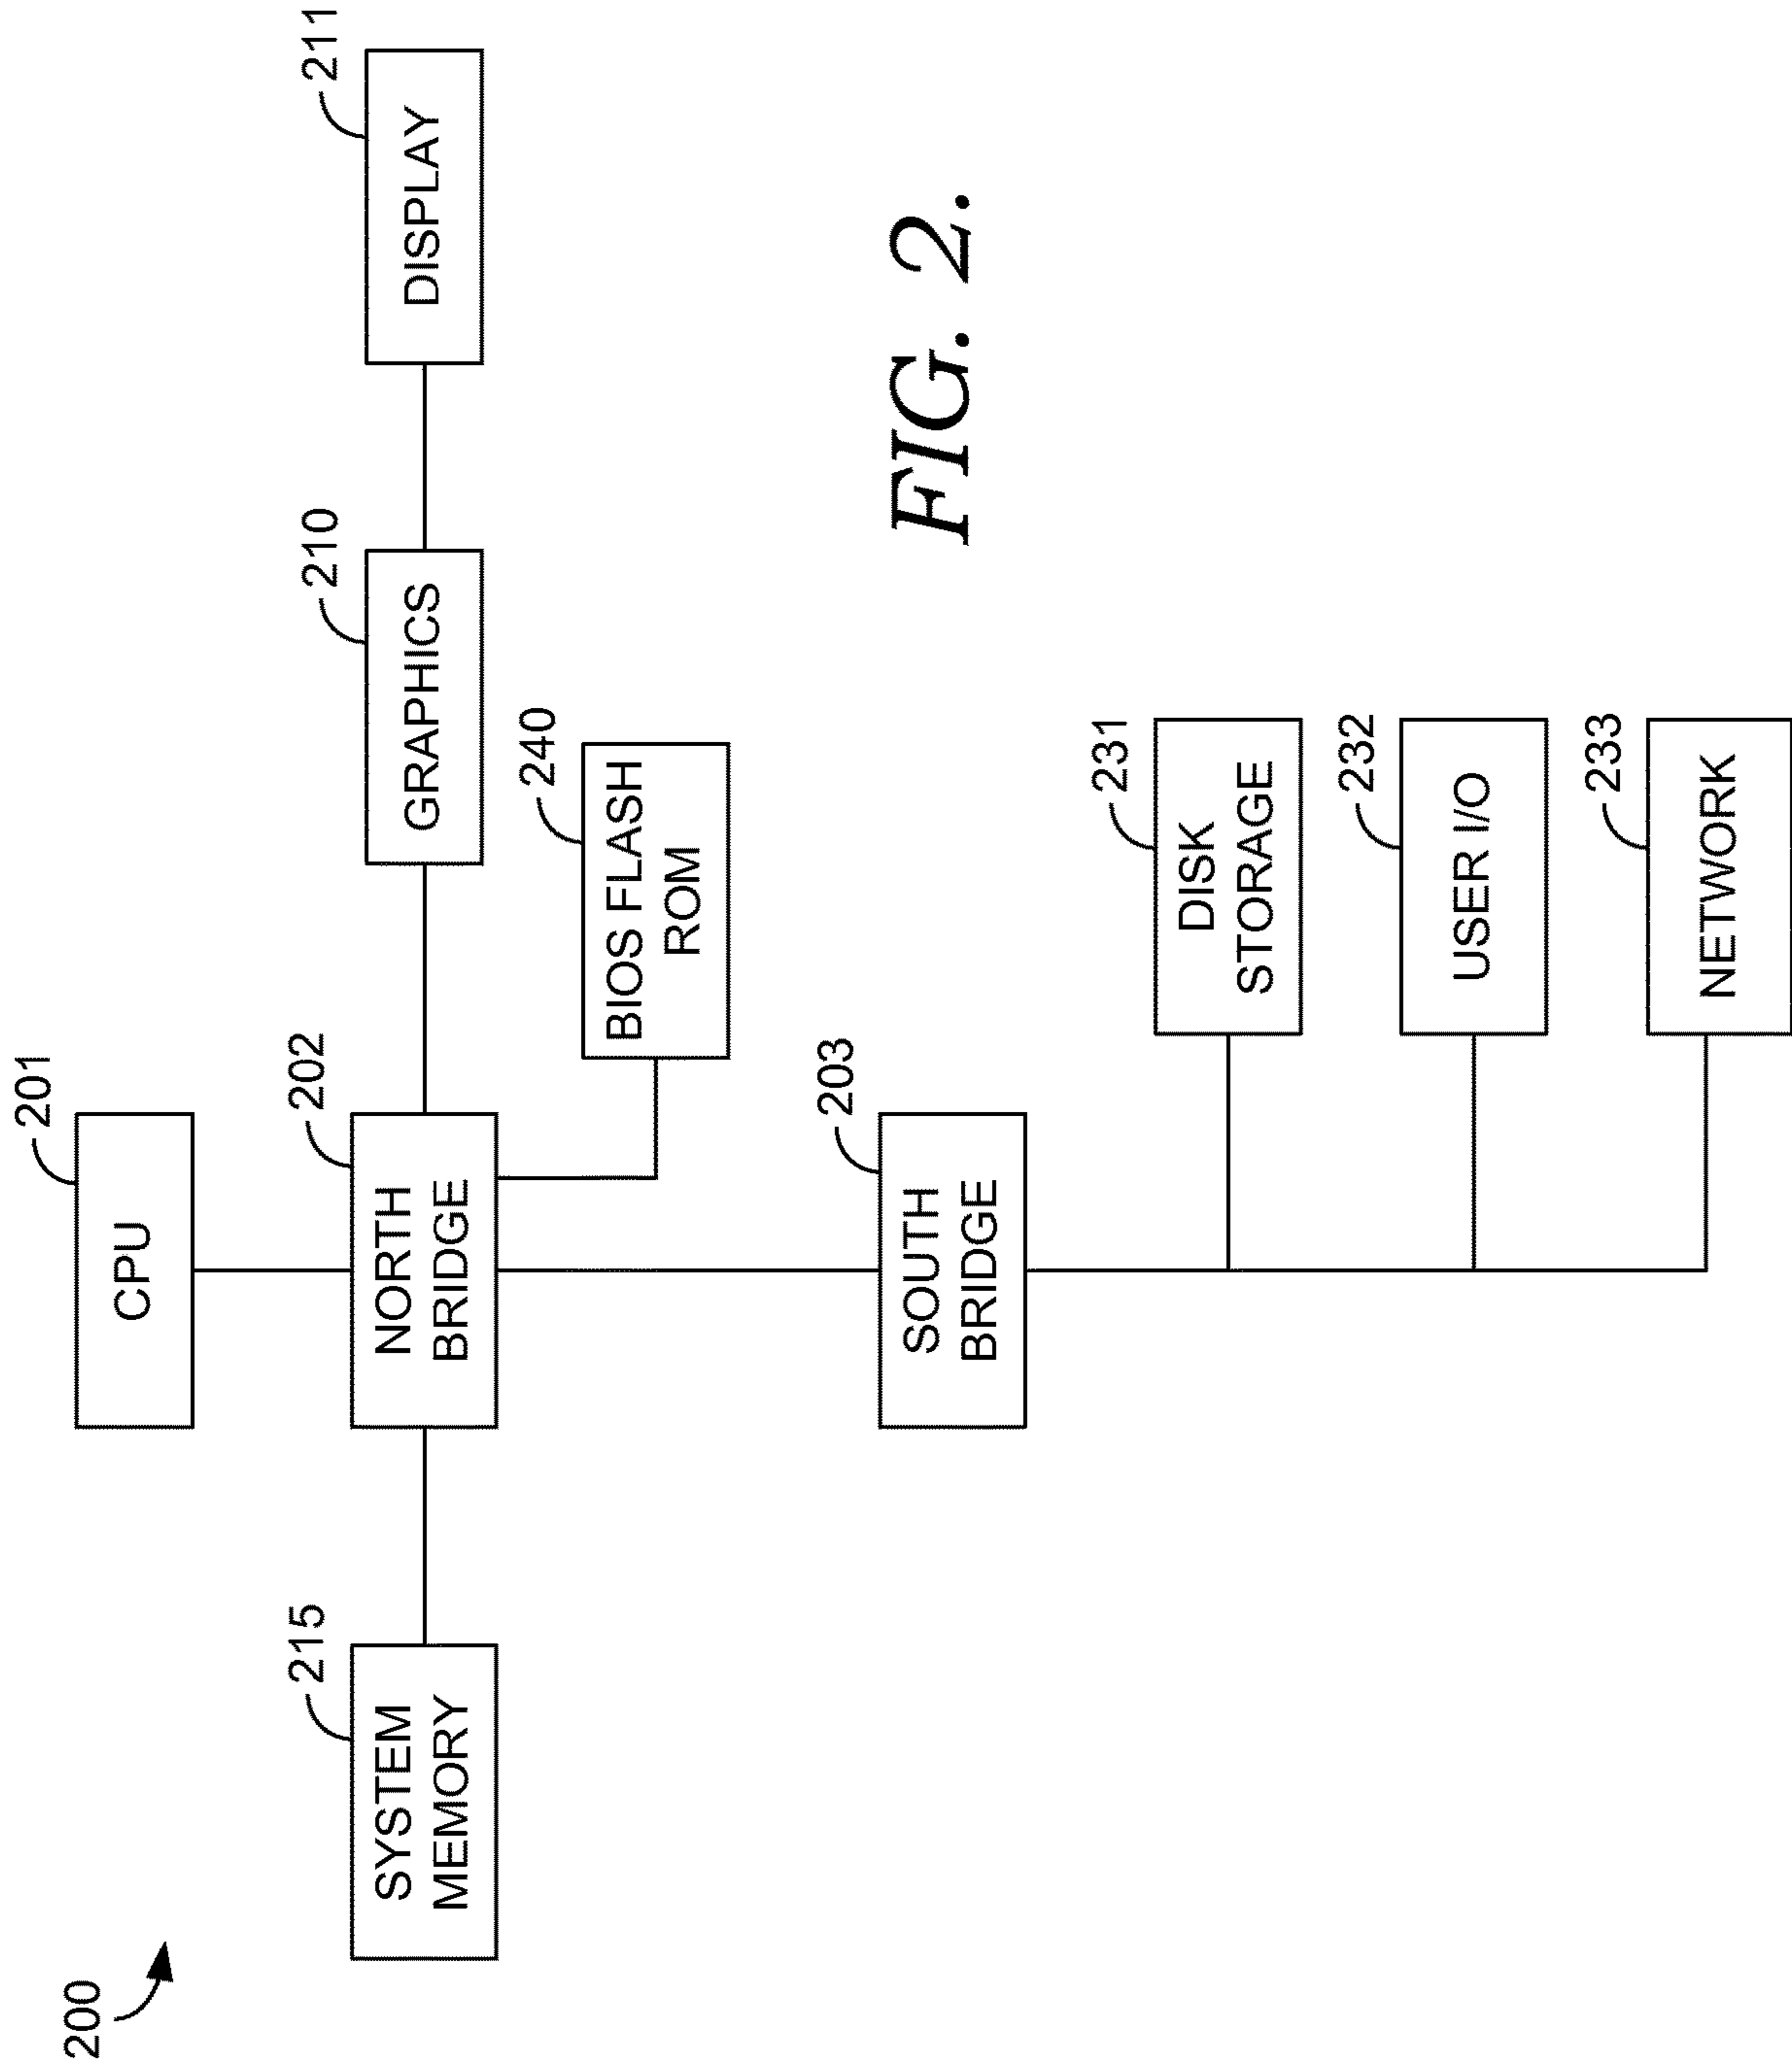 200
201
CPU
215
SYSTEM
MEMORY
202
NORTH
BRIDGE
210
GRAPHICS
211
DISPLAY
240
BIOS FLASH
ROM
203
SOUTH
BRIDGE
231
DISK
STORAGE
232
USER I/O
233
NETWORK
FIG. 2.